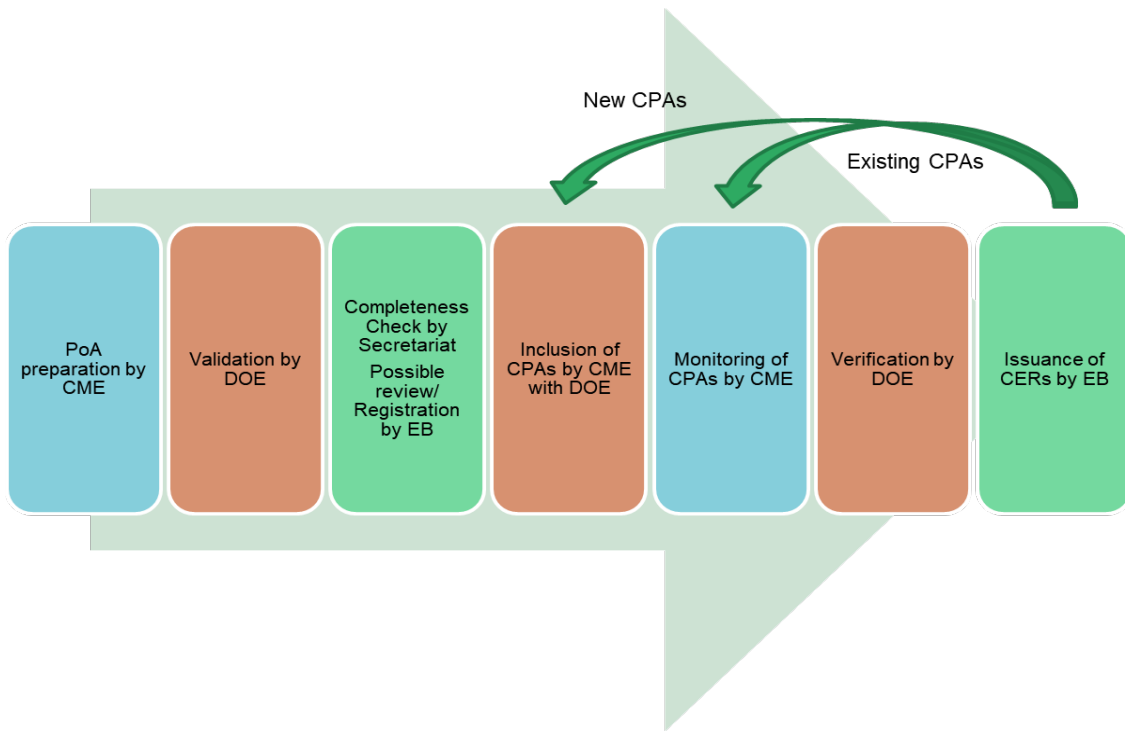 New CPAs
Existing CPAs
PoA
preparation by
CME
Validation by
DOE
Completeness
Check by
Secretariat
Possible
review/
Registration
by EB
Inclusion of
CPAs by CME
with DOE
Monitoring of
CPAs by CME
Verification by
DOE
Issuance of
CERs by EB